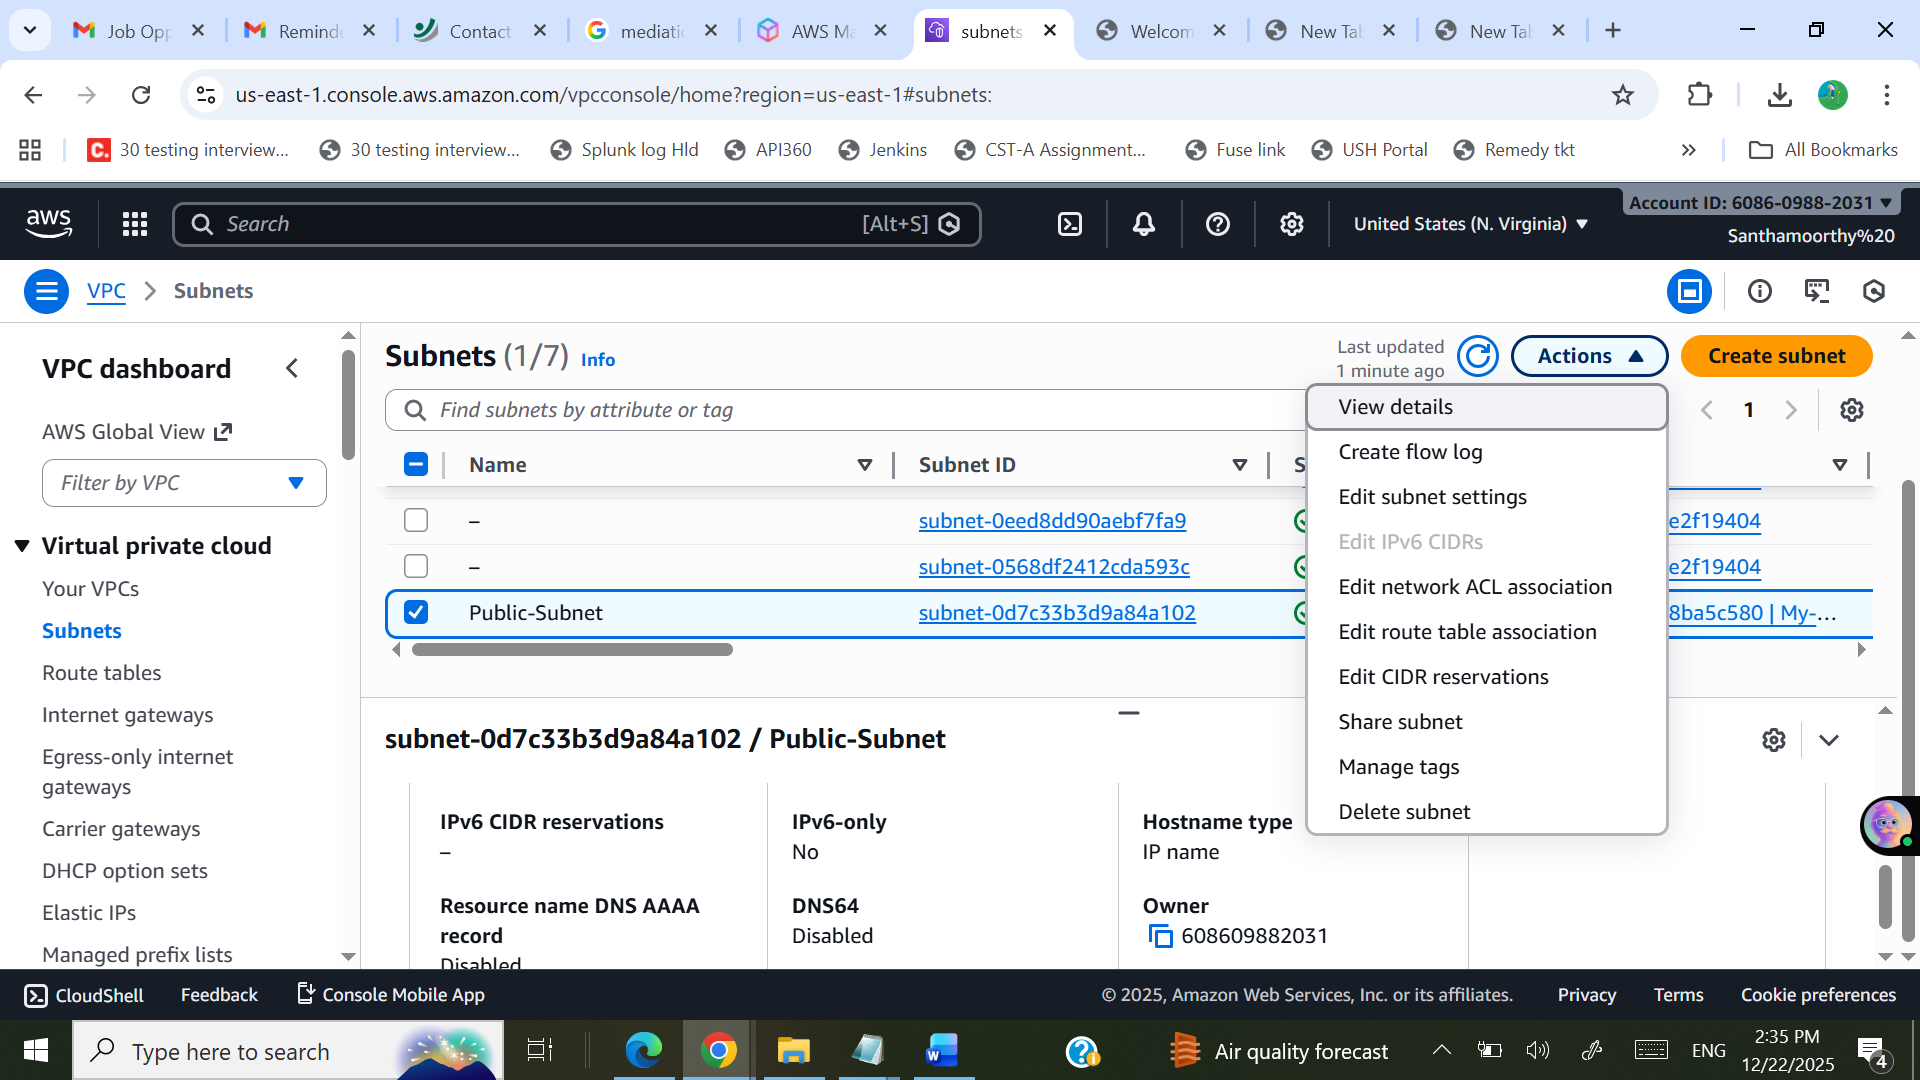 Job Opp
Reminde
Contact
mediatic
AWS Ma
subnets
Welcom
New Tab
New Tab
us-east-1.console.aws.amazon.com/vpcconsole/home?region=us-east-1#subnets:
30 testing interview...
30 testing interview...
Splunk log Hld
API360
Jenkins
CST-A Assignment...
Fuse link
USH Portal
Remedy tkt
All Bookmarks
aws
Search
[Alt+S]
United States (N. Virginia)
Account ID: 6086-0988-2031
Santhamoorthy%20
VPC
Subnets
VPC dashboard
AWS Global View
Filter by VPC
Virtual private cloud
Your VPCs
Subnets
Route tables
Internet gateways
Egress-only internet
gateways
Carrier gateways
DHCP option sets
Elastic IPs
Managed prefix lists
Subnets (1/7) Info
Last updated
1 minute ago
Actions
Create subnet
Find subnets by attribute or tag
1
Name
Subnet ID
S
– subnet-0eed8dd90aebf7fa9 e2f19404
– subnet-0568df2412cda593c e2f19404
Public-Subnet subnet-0d7c33b3d9a84a102 8ba5c580 | My-...
View details
Create flow log
Edit subnet settings
Edit IPv6 CIDRs
Edit network ACL association
Edit route table association
Edit CIDR reservations
Share subnet
Manage tags
Delete subnet
subnet-0d7c33b3d9a84a102 / Public-Subnet
IPv6 CIDR reservations
–
IPv6-only
No
Hostname type
IP name
Resource name DNS AAAA
record
Disabled
DNS64
Disabled
Owner
608609882031
CloudShell
Feedback
Console Mobile App
© 2025, Amazon Web Services, Inc. or its affiliates.
Privacy
Terms
Cookie preferences
Type here to search
Air quality forecast
ENG
2:35 PM
12/22/2025
4